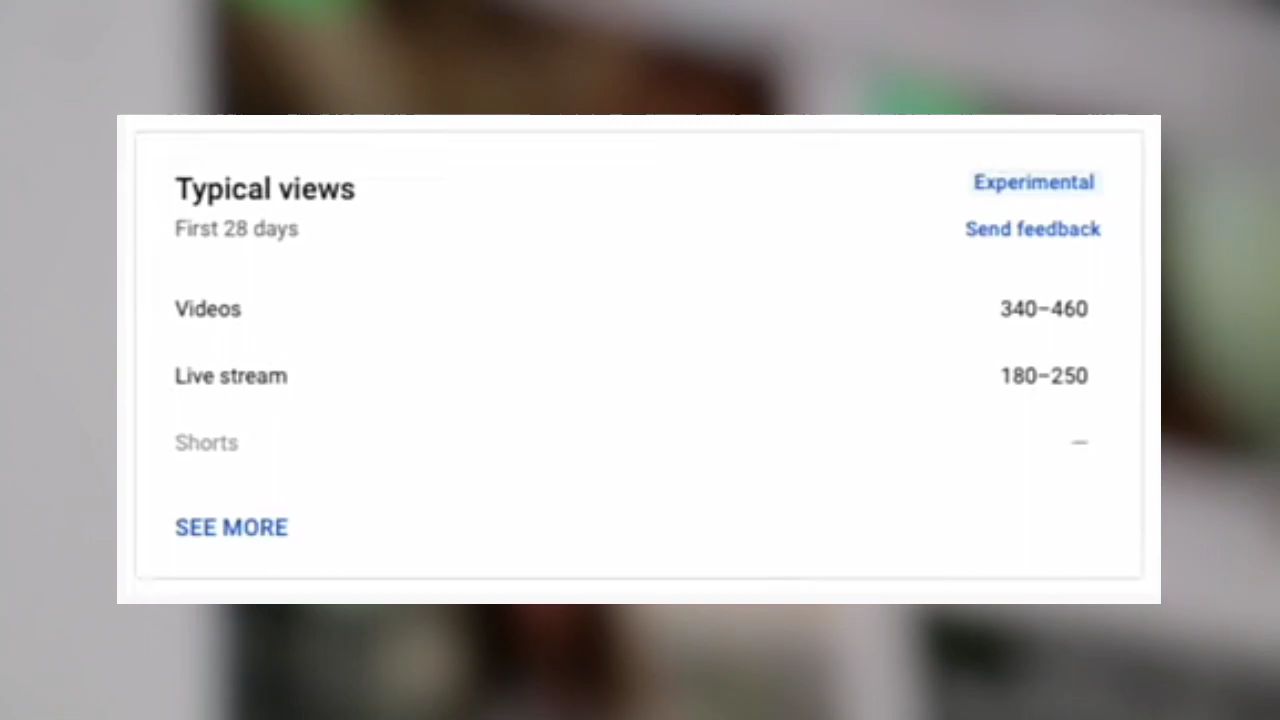 Typical views
Experimental
First 28 days
Send feedback
Videos
340–460
Live stream
180–250
Shorts
—
SEE MORE